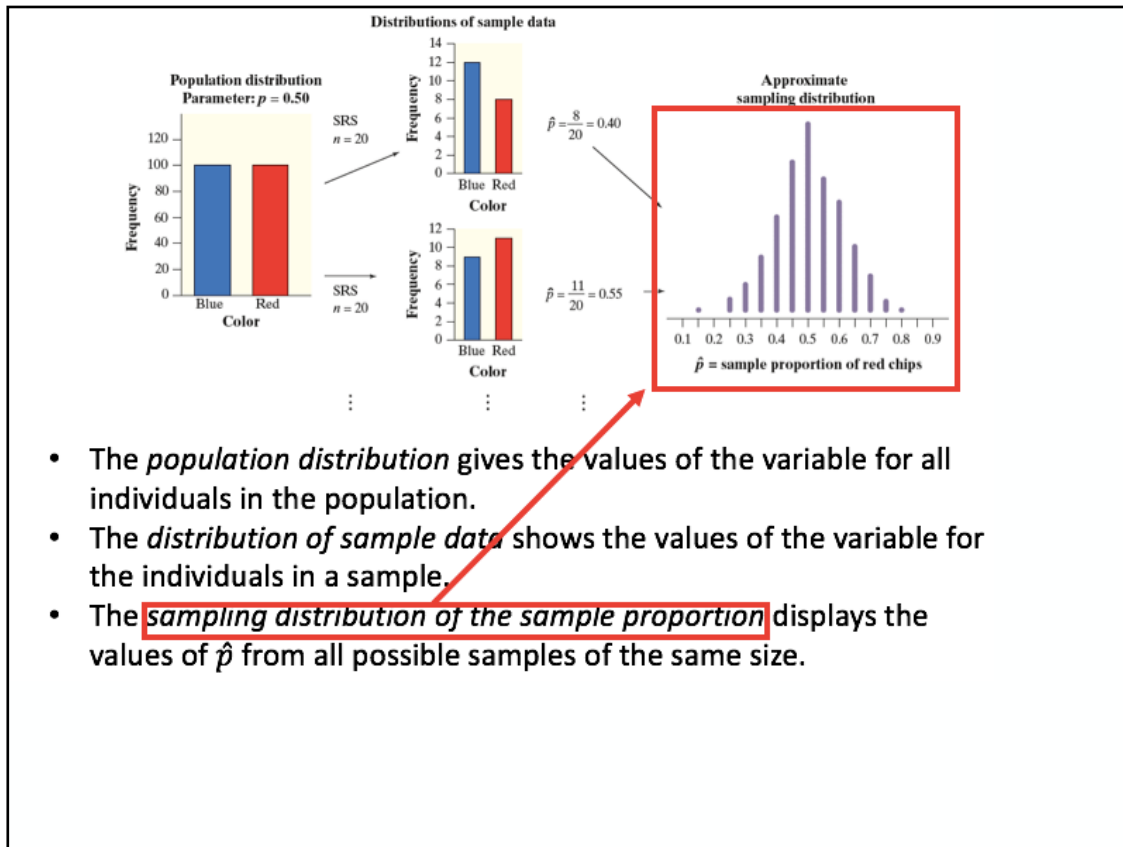 Distributions of sample data
Population distribution
Parameter: p = 0.50
Frequency
120
100
80
60
40
20
0
Blue Red
Color
SRS
n = 20
SRS
n = 20
Frequency
14
12
10
8
6
4
2
0
Blue Red
Color
Frequency
12
10
8
6
4
2
0
Blue Red
Color
p̂ = 8/20 = 0.40
p̂ = 11/20 = 0.55
Approximate
sampling distribution
0.1 0.2 0.3 0.4 0.5 0.6 0.7 0.8 0.9
p̂ = sample proportion of red chips
⋮ ⋮ ⋮
• The population distribution gives the values of the variable for all
individuals in the population.
• The distribution of sample data shows the values of the variable for
the individuals in a sample.
• The sampling distribution of the sample proportion displays the
values of p̂ from all possible samples of the same size.